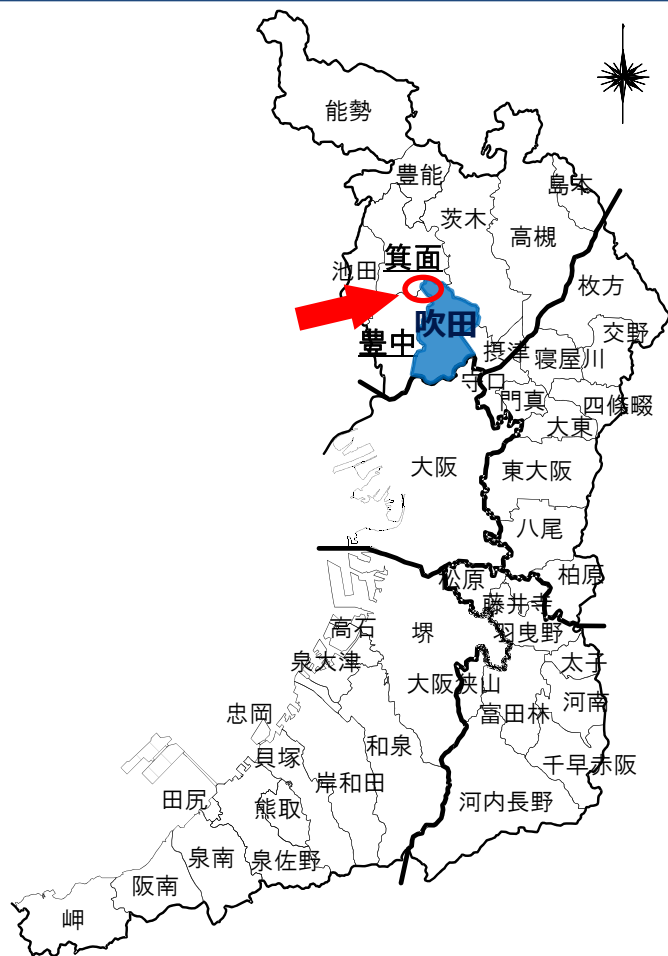 能勢
豊能
島本
茨木
高槻
箕面
池田
枚方
吹田
交野
豊中
摂津
寝屋川
守口
門真
四條畷
大東
大阪
東大阪
八尾
柏原
松原
藤井寺
高石
堺
羽曳野
泉大津
太子
大阪狭山
河南
忠岡
富田林
和泉
貝塚
千早赤阪
岸和田
田尻
熊取
河内長野
泉南
泉佐野
阪南
岬